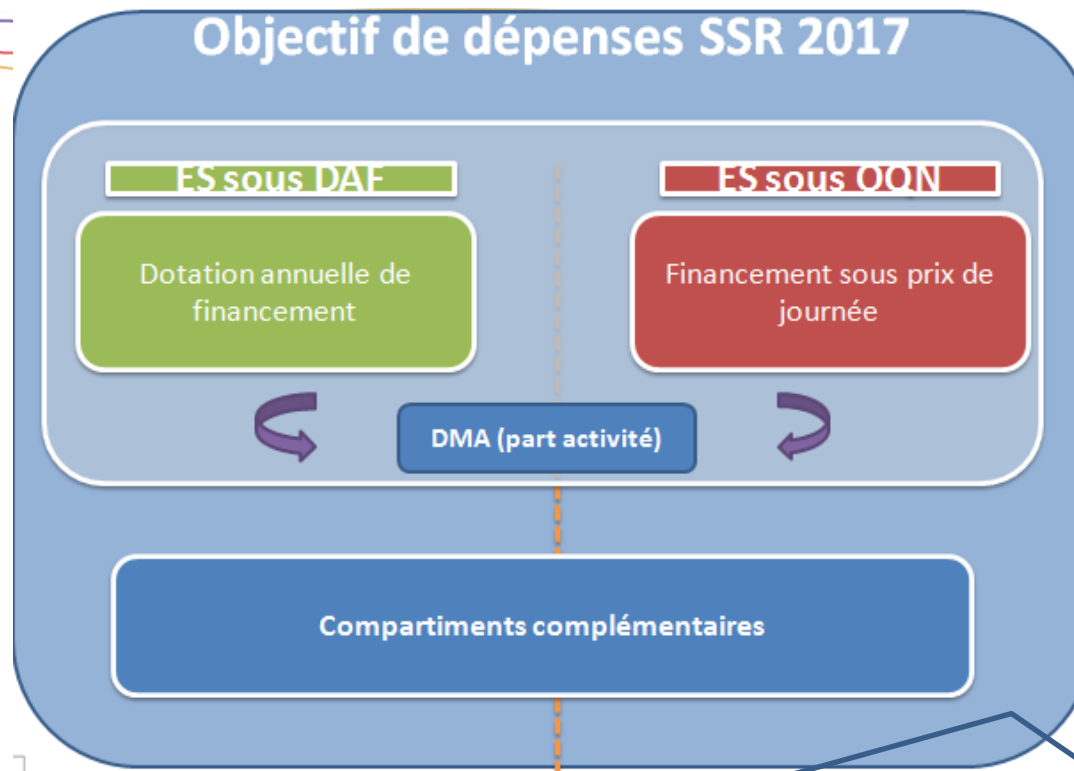 Objectif de dépenses SSR 2017
ES sous DAF
ES sous OQN
Dotation annuelle de
financement
Financement sous prix de
journée
DMA (part activité)
Compartiments complémentaires